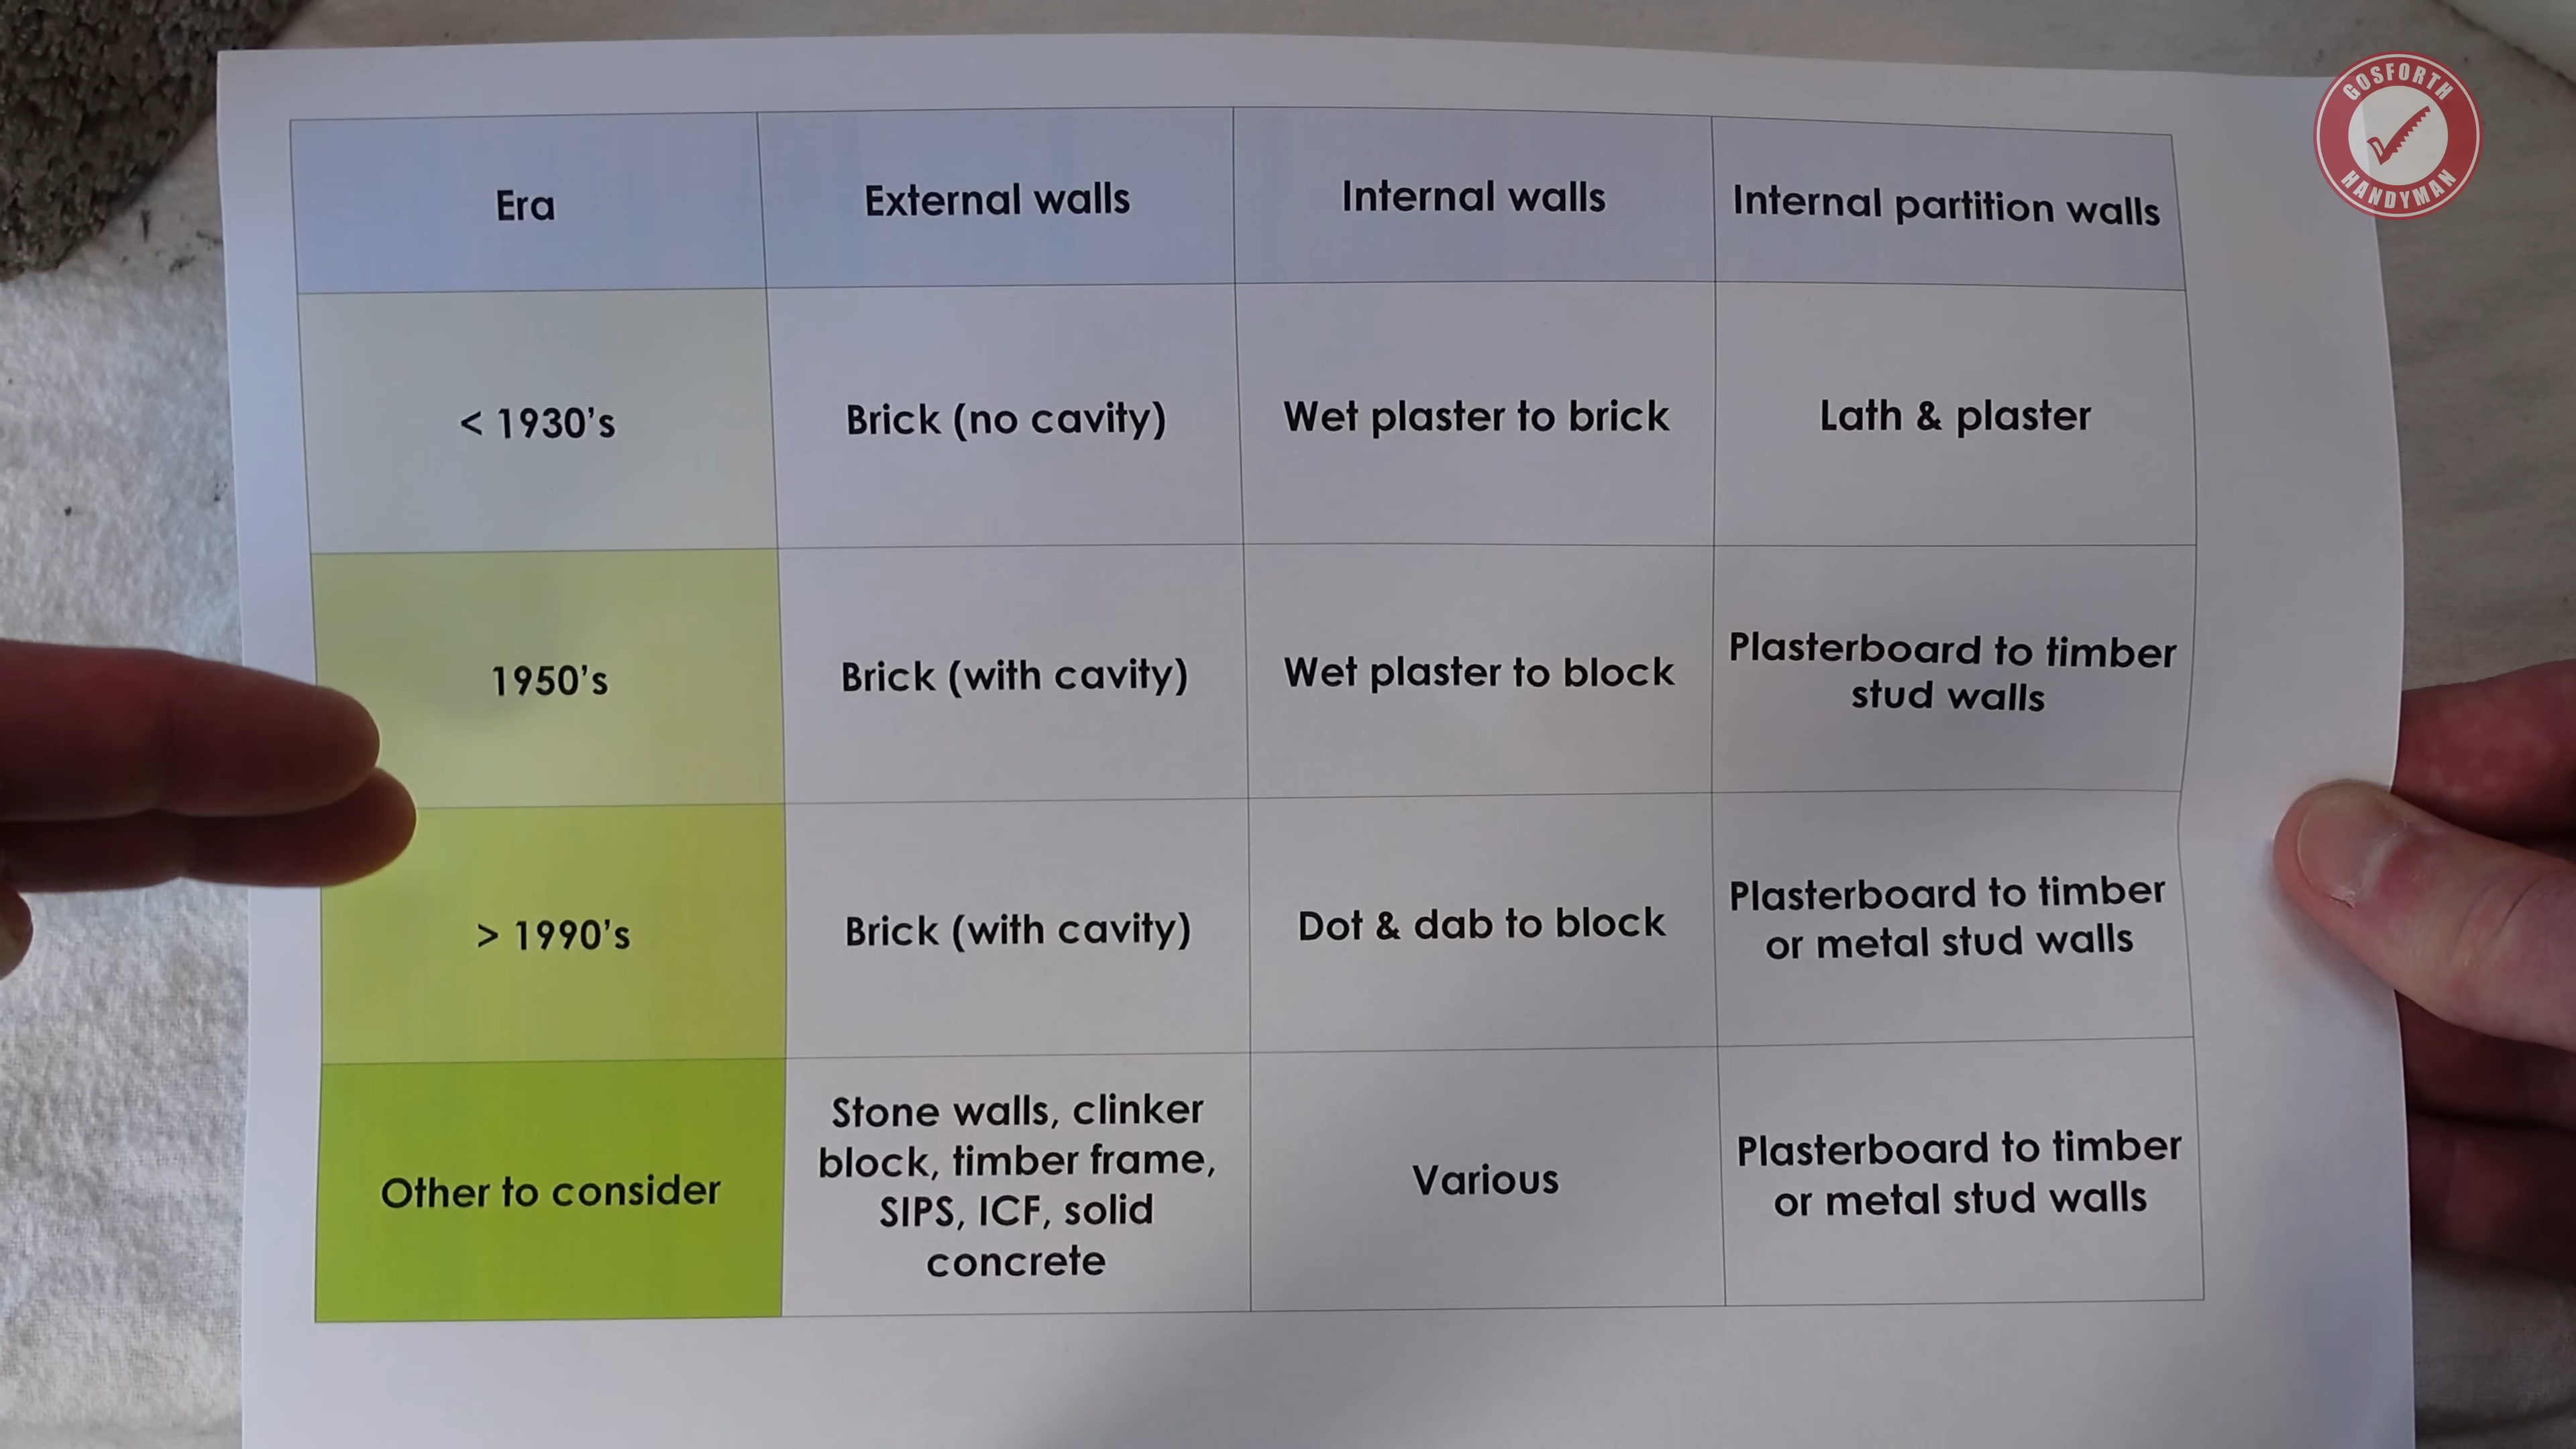 GOSFORTH
HANDYMAN
Era
External walls
Internal walls
Internal partition walls
< 1930's
Brick (no cavity)
Wet plaster to brick
Lath & plaster
1950's
Brick (with cavity)
Wet plaster to block
Plasterboard to timber
stud walls
> 1990's
Brick (with cavity)
Dot & dab to block
Plasterboard to timber
or metal stud walls
Other to consider
Stone walls, clinker
block, timber frame,
SIPS, ICF, solid
concrete
Various
Plasterboard to timber
or metal stud walls